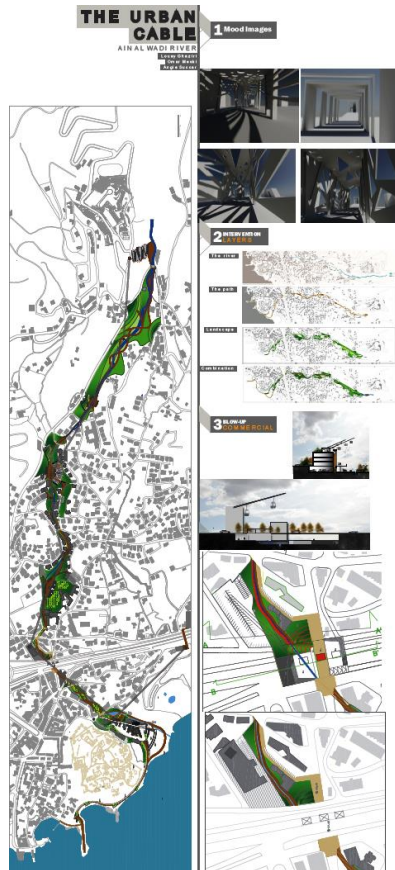 THE URBAN
CABLE
AIN AL WADI RIVER
1 Mood Images
2 INTERVENTION
LAYERS
The river
The path
Landscape
Combination
3 BLOW-UP
COMMERCIAL
A
A'
B
B'